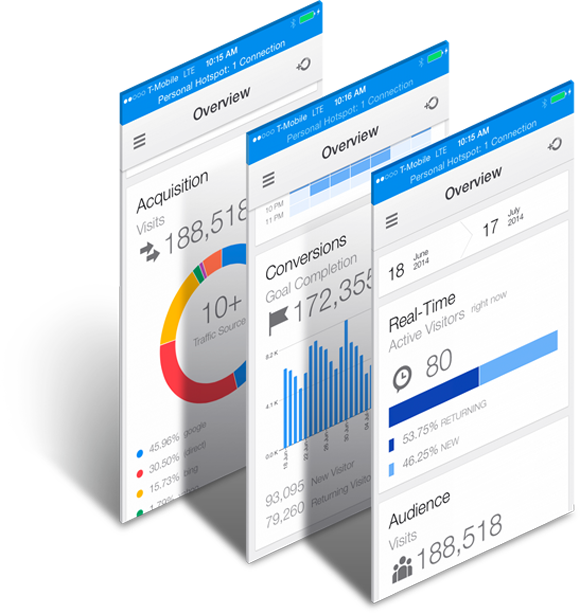 T-Mobile LTE 10:15 AM
Personal Hotspot: 1 Connection
Overview
Acquisition
Visits
188,518
10+
Traffic Source
45.96% google
30.50% (direct)
15.73% bing
1.79%
T-Mobile LTE 10:16 AM
Personal Hotspot: 1 Connection
Overview
10 PM
11 PM
Conversions
Goal Completion
172,355
8.2 K
4.1 K
0.0 K
93,095 New Visitor
79,260 Returning Visitor
T-Mobile LTE 10:15 AM
Personal Hotspot: 1 Connection
Overview
18 June 2014
17 July 2014
Real-Time
Active Visitors right now
80
53.75% RETURNING
46.25% NEW
Audience
Visits
188,518